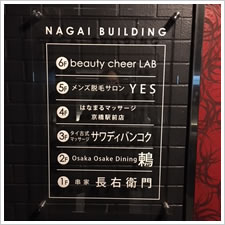 NAGAI BUILDING
6F beauty cheer LAB
5F メンズ脱毛サロン YES
4F はなまるマッサージ
京橋駅前店
3F タイ古式
マッサージ サワディバンコク
2F Osaka Osake Dining 鶫
1F 串家 長右衛門